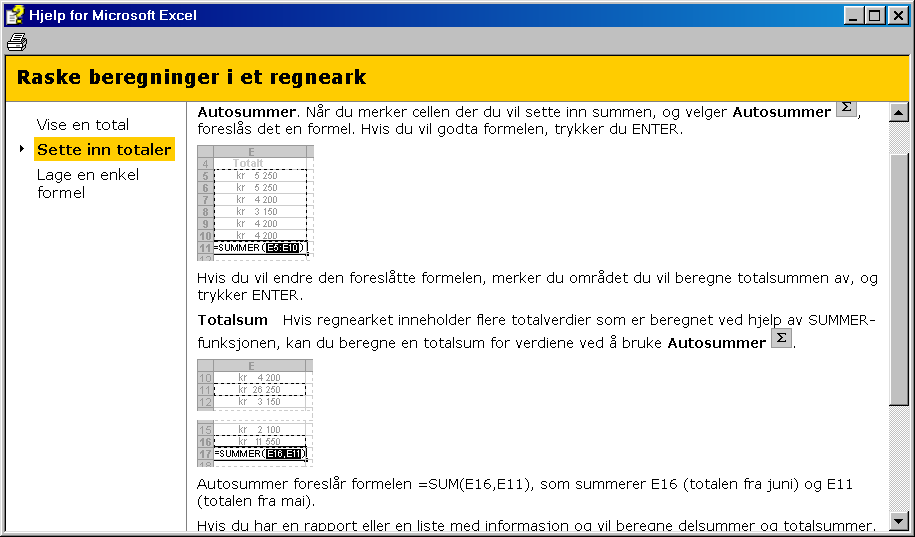 Hjelp for Microsoft Excel
Raske beregninger i et regneark
Vise en total
Sette inn totaler
Lage en enkel
formel
Autosummer. Når du merker cellen der du vil sette inn summen, og velger Autosummer Σ,
foreslås det en formel. Hvis du vil godta formelen, trykker du ENTER.
E
4 Totalt
5 kr 5 250
6 kr 5 250
7 kr 4 200
8 kr 3 150
9 kr 4 200
10 kr 4 200
11 =SUMMER(E5:E10)
Hvis du vil endre den foreslåtte formelen, merker du området du vil beregne totalsummen av, og
trykker ENTER.
Totalsum Hvis regnearket inneholder flere totalverdier som er beregnet ved hjelp av SUMMER-
funksjonen, kan du beregne en totalsum for verdiene ved å bruke Autosummer Σ.
E
10 kr 4 200
11 kr 26 250
12 kr 3 150
15 kr 2 100
16 kr 11 550
17 =SUMMER(E16,E11)
18
Autosummer foreslår formelen =SUM(E16,E11), som summerer E16 (totalen fra juni) og E11
(totalen fra mai).
Hvis du har en rapport eller en liste med informasjon og vil beregne delsummer og totalsummer,